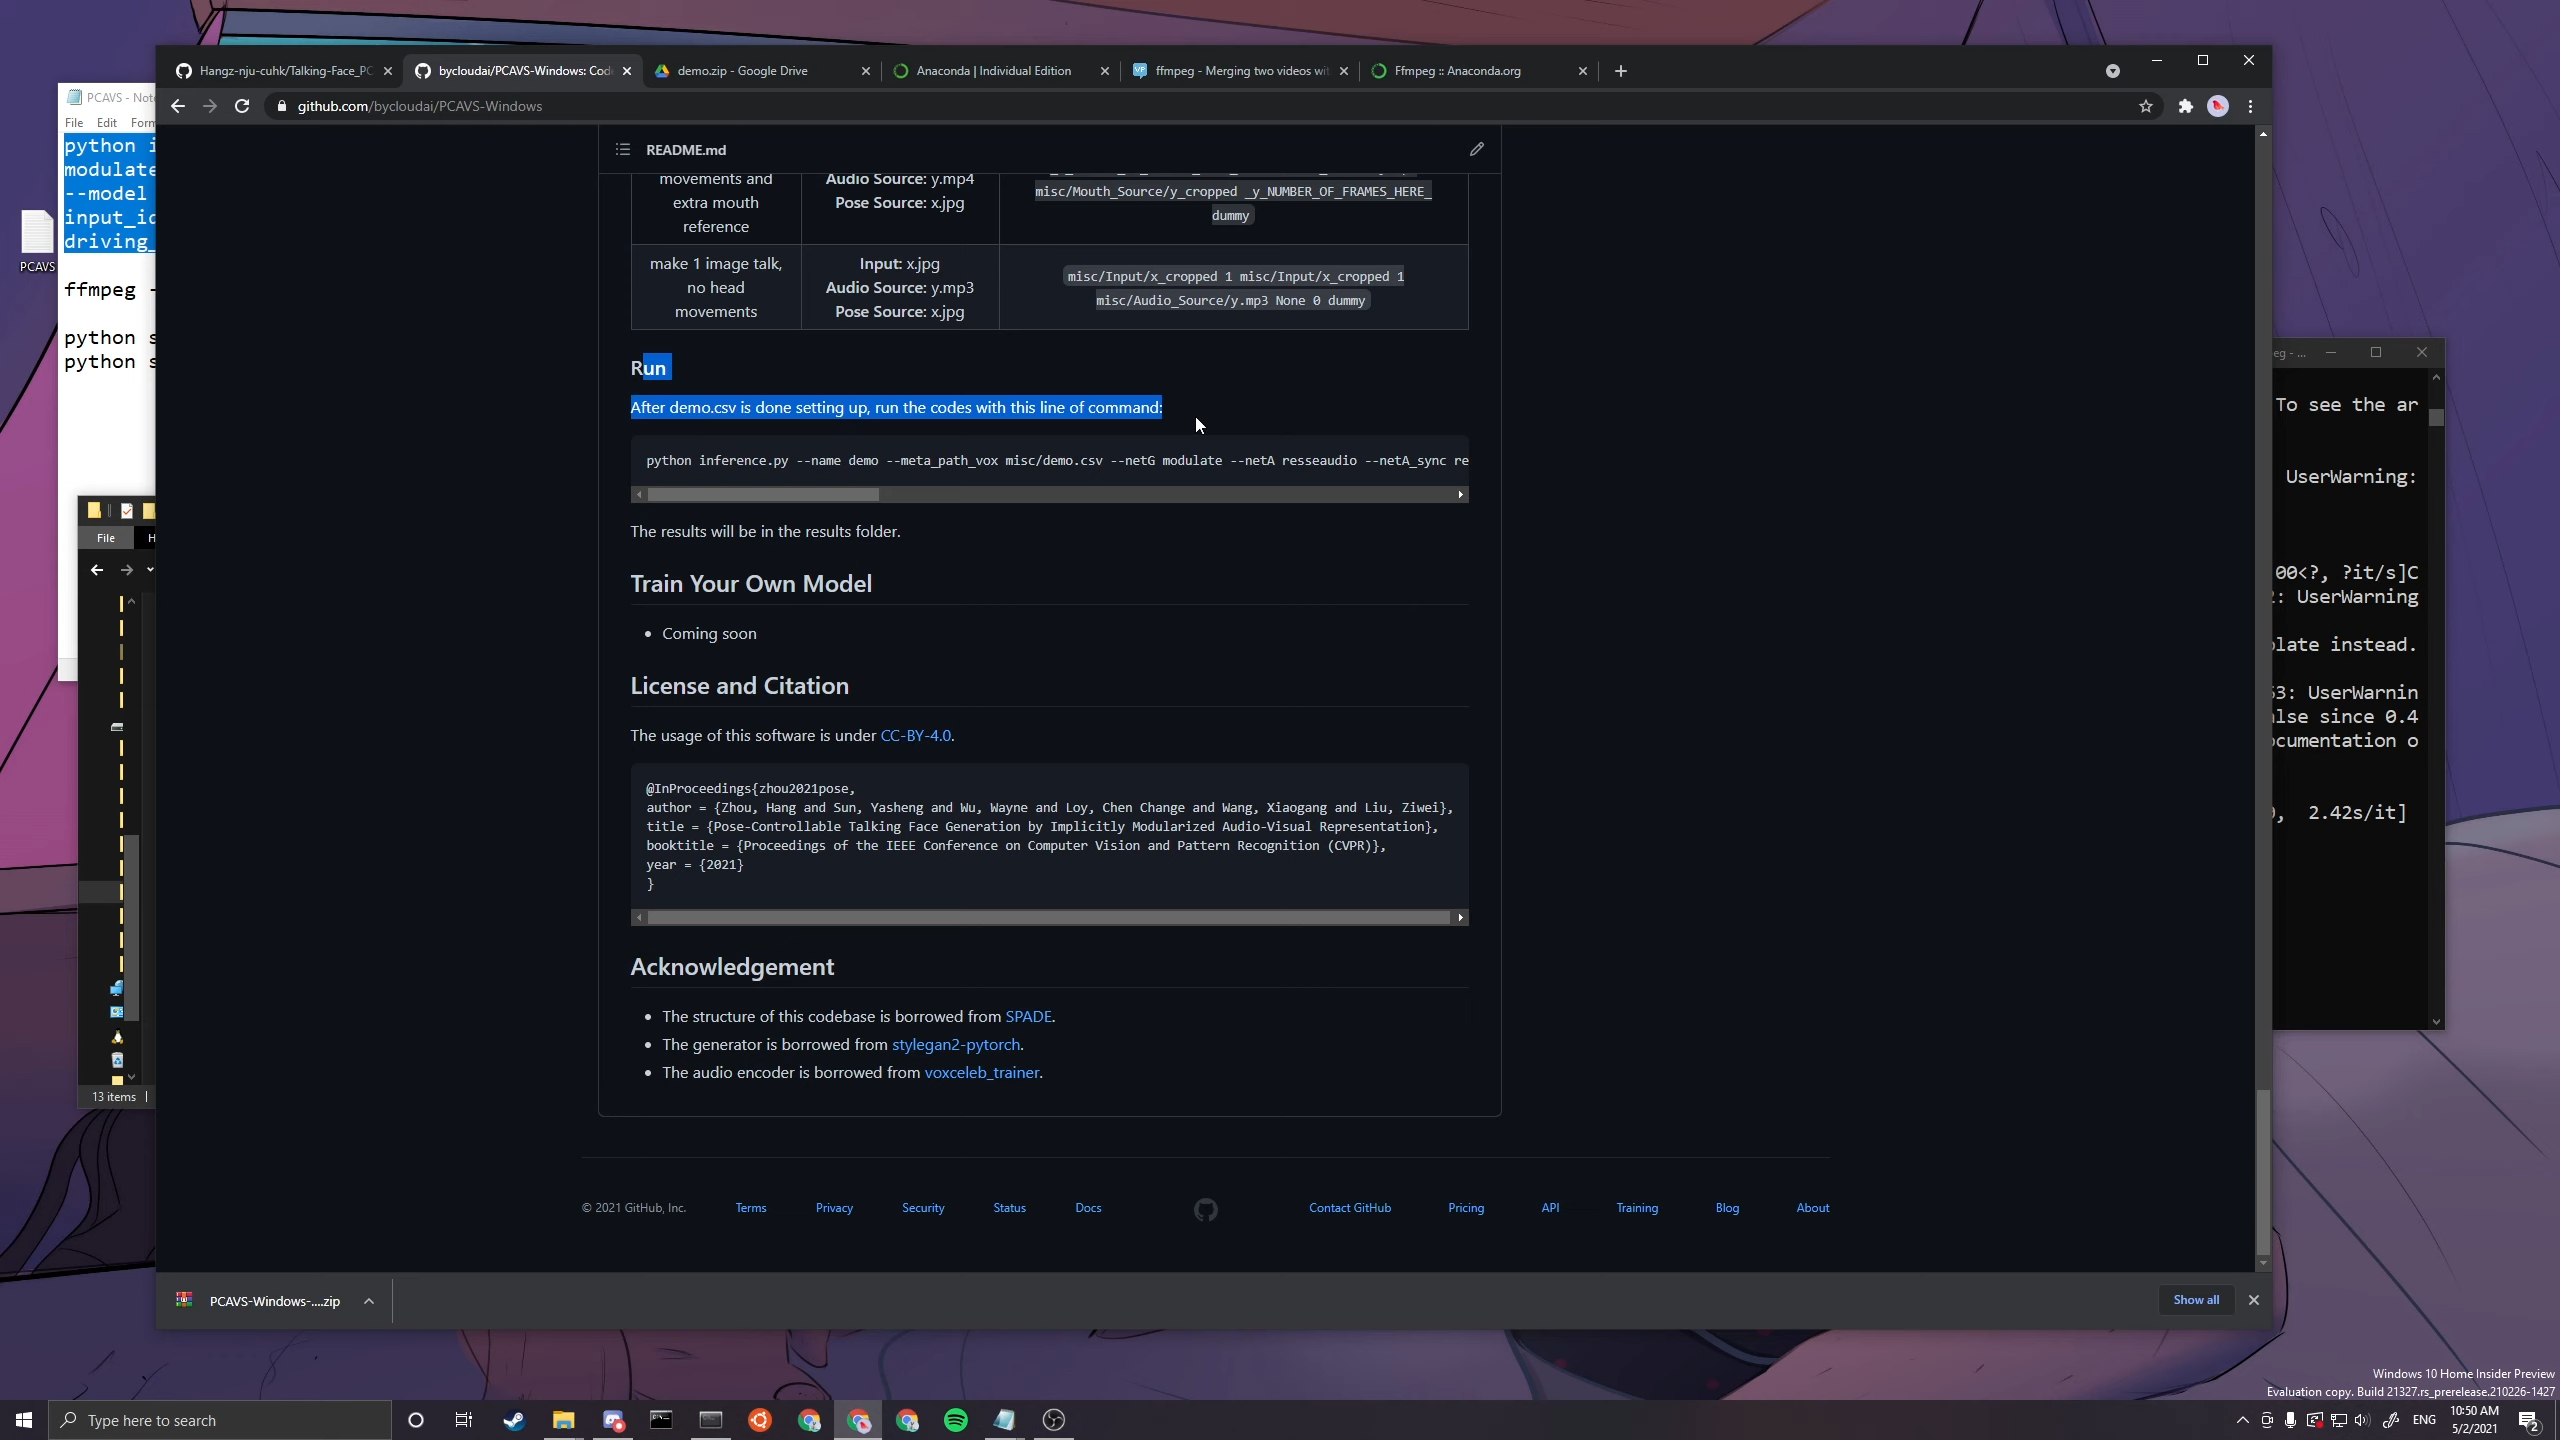 Hangz-nju-cuhk/Talking-Face_PC
bycloudai/PCAVS-Windows: Cod
demo.zip - Google Drive
Anaconda | Individual Edition
ffmpeg - Merging two videos wit
Ffmpeg :: Anaconda.org
github.com/bycloudai/PCAVS-Windows
PCAVS - Note
File Edit Form
python i
modulate
--model
input_id
driving_
ffmpeg -
python s
python s
PCAVS
File H
13 items
README.md
movements and
extra mouth
reference
Audio Source: y.mp4
Pose Source: x.jpg
misc/Mouth_Source/y_cropped _y_NUMBER_OF_FRAMES_HERE_
dummy
make 1 image talk,
no head
movements
Input: x.jpg
Audio Source: y.mp3
Pose Source: x.jpg
misc/Input/x_cropped 1 misc/Input/x_cropped 1
misc/Audio_Source/y.mp3 None 0 dummy
Run
After demo.csv is done setting up, run the codes with this line of command:
python inference.py --name demo --meta_path_vox misc/demo.csv --netG modulate --netA resseaudio --netA_sync re
The results will be in the results folder.
Train Your Own Model
Coming soon
License and Citation
The usage of this software is under CC-BY-4.0.
@InProceedings{zhou2021pose,
author = {Zhou, Hang and Sun, Yasheng and Wu, Wayne and Loy, Chen Change and Wang, Xiaogang and Liu, Ziwei},
title = {Pose-Controllable Talking Face Generation by Implicitly Modularized Audio-Visual Representation},
booktitle = {Proceedings of the IEEE Conference on Computer Vision and Pattern Recognition (CVPR)},
year = {2021}
}
Acknowledgement
The structure of this codebase is borrowed from SPADE.
The generator is borrowed from stylegan2-pytorch.
The audio encoder is borrowed from voxceleb_trainer.
© 2021 GitHub, Inc. Terms Privacy Security Status Docs Contact GitHub Pricing API Training Blog About
eg - ...
To see the ar
UserWarning:
00<?, ?it/s]C
2: UserWarning
late instead.
53: UserWarnin
lse since 0.4
ocumentation o
, 2.42s/it]
PCAVS-Windows-....zip
Show all
Windows 10 Home Insider Preview
Evaluation copy. Build 21327.rs_prerelease.210226-1427
Type here to search
ENG
10:50 AM
5/2/2021
2